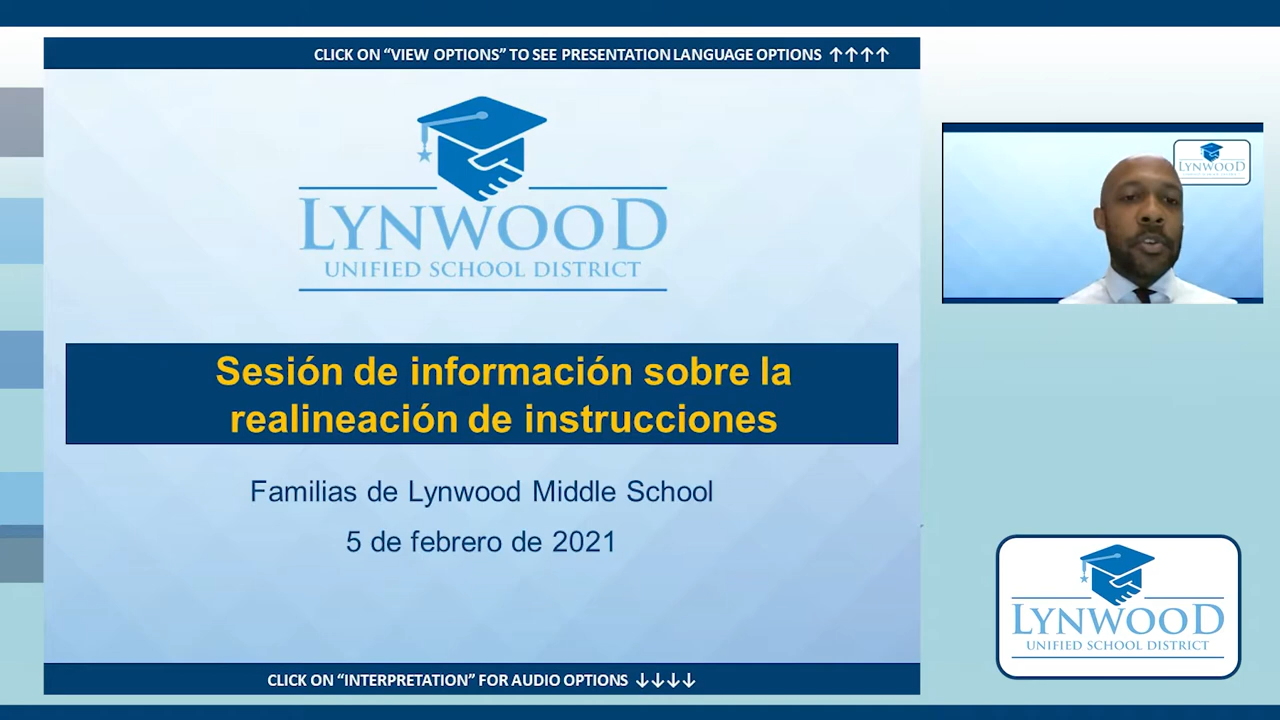 CLICK ON “VIEW OPTIONS” TO SEE PRESENTATION LANGUAGE OPTIONS ↑↑↑↑
LYNWOOD
UNIFIED SCHOOL DISTRICT
Sesión de información sobre la
realineación de instrucciones
Familias de Lynwood Middle School
5 de febrero de 2021
CLICK ON “INTERPRETATION” FOR AUDIO OPTIONS ↓↓↓↓
LYNWOOD
LYNWOOD
UNIFIED SCHOOL DISTRICT